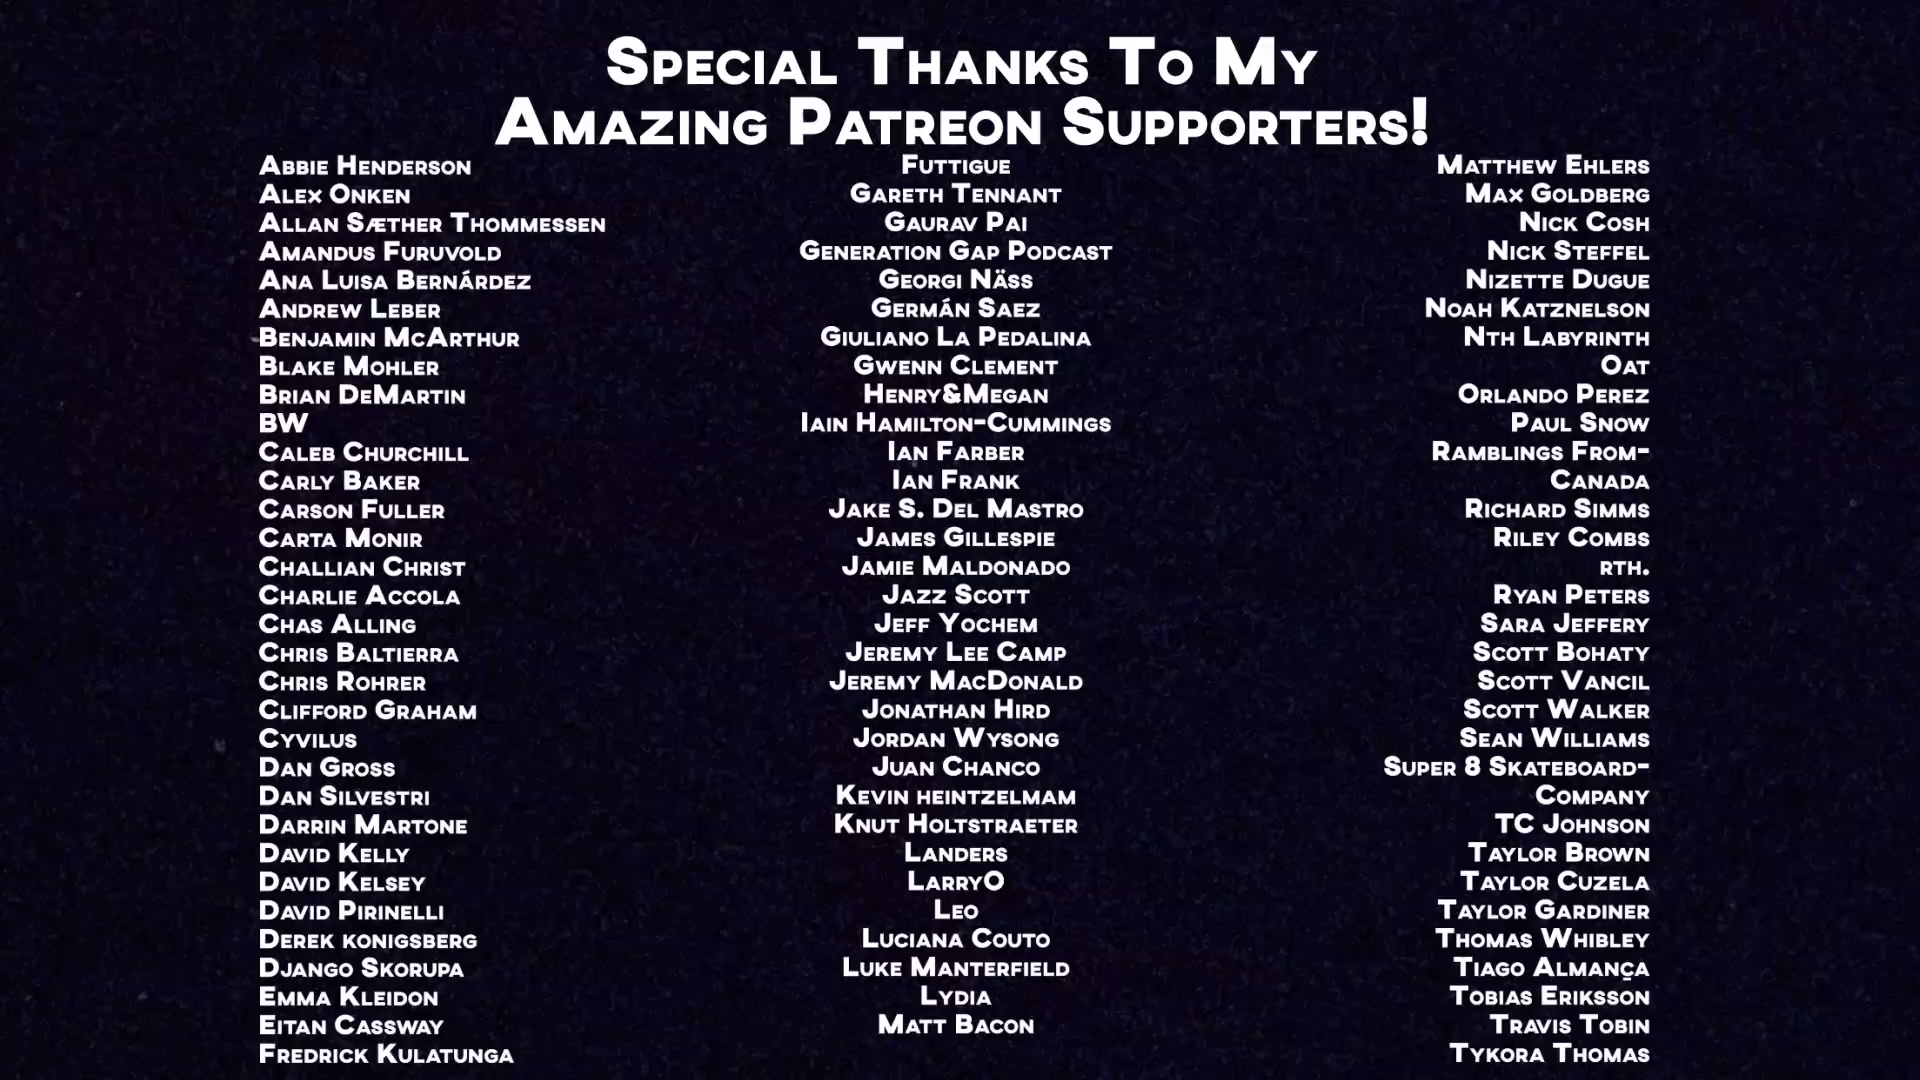 Special Thanks To My
Amazing Patreon Supporters!
Abbie Henderson
Alex Onken
Allan Sæther Thommessen
Amandus Furuvold
Ana Luisa Bernárdez
Andrew Leber
Benjamin McArthur
Blake Mohler
Brian DeMartin
BW
Caleb Churchill
Carly Baker
Carson Fuller
Carta Monir
Challian Christ
Charlie Accola
Chas Alling
Chris Baltierra
Chris Rohrer
Clifford Graham
Cyvilus
Dan Gross
Dan Silvestri
Darrin Martone
David Kelly
David Kelsey
David Pirinelli
Derek konigsberg
Django Skorupa
Emma Kleidon
Eitan Cassway
Fredrick Kulatunga
Futtigue
Gareth Tennant
Gaurav Pai
Generation Gap Podcast
Georgi Näss
Germán Saez
Giuliano La Pedalina
Gwenn Clement
Henry&Megan
Iain Hamilton-Cummings
Ian Farber
Ian Frank
Jake S. Del Mastro
James Gillespie
Jamie Maldonado
Jazz Scott
Jeff Yochem
Jeremy Lee Camp
Jeremy MacDonald
Jonathan Hird
Jordan Wysong
Juan Chanco
Kevin heintzelmam
Knut Holtstraeter
Landers
LarryO
Leo
Luciana Couto
Luke Manterfield
Lydia
Matt Bacon
Matthew Ehlers
Max Goldberg
Nick Cosh
Nick Steffel
Nizette Dugue
Noah Katznelson
Nth Labyrinth
Oat
Orlando Perez
Paul Snow
Ramblings From-
Canada
Richard Simms
Riley Combs
rth.
Ryan Peters
Sara Jeffery
Scott Bohaty
Scott Vancil
Scott Walker
Sean Williams
Super 8 Skateboard-
Company
TC Johnson
Taylor Brown
Taylor Cuzela
Taylor Gardiner
Thomas Whibley
Tiago Almança
Tobias Eriksson
Travis Tobin
Tykora Thomas